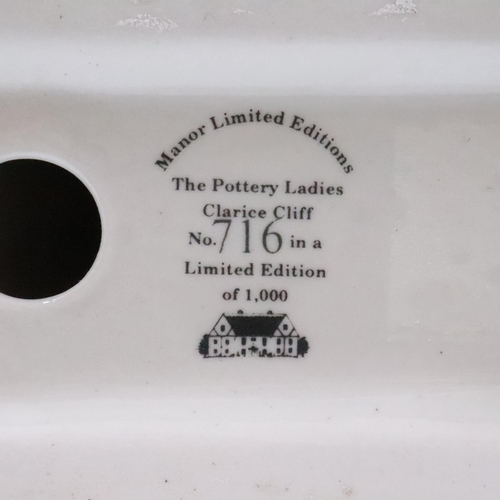 Manor Limited Editions
The Pottery Ladies
Clarice Cliff
No. 716 in a
Limited Edition
of 1,000